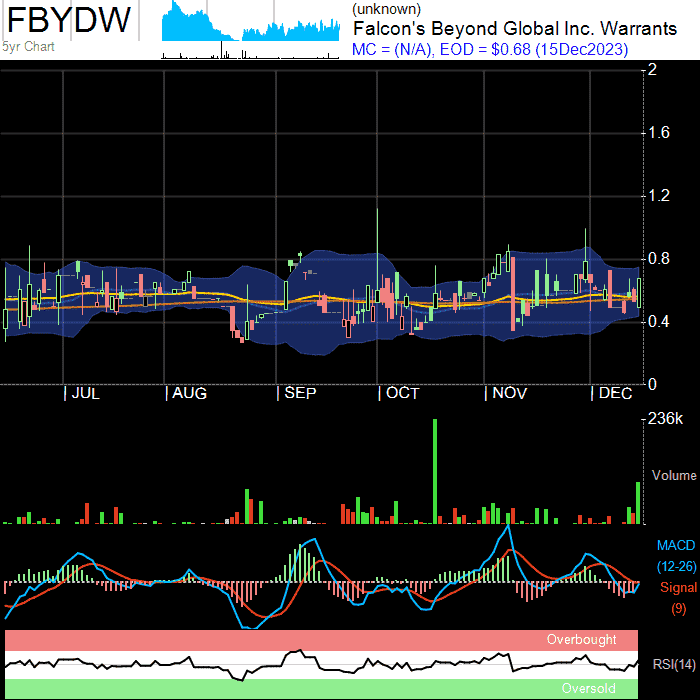 FBYDW
(unknown)
Falcon's Beyond Global Inc. Warrants
5yr Chart
MC = (N/A), EOD = $0.68 (15Dec2023)
2
1.6
1.2
0.8
0.4
0
JUL
AUG
SEP
OCT
NOV
DEC
236k
Volume
MACD
(12-26)
Signal
(9)
Overbought
RSI(14)
Oversold